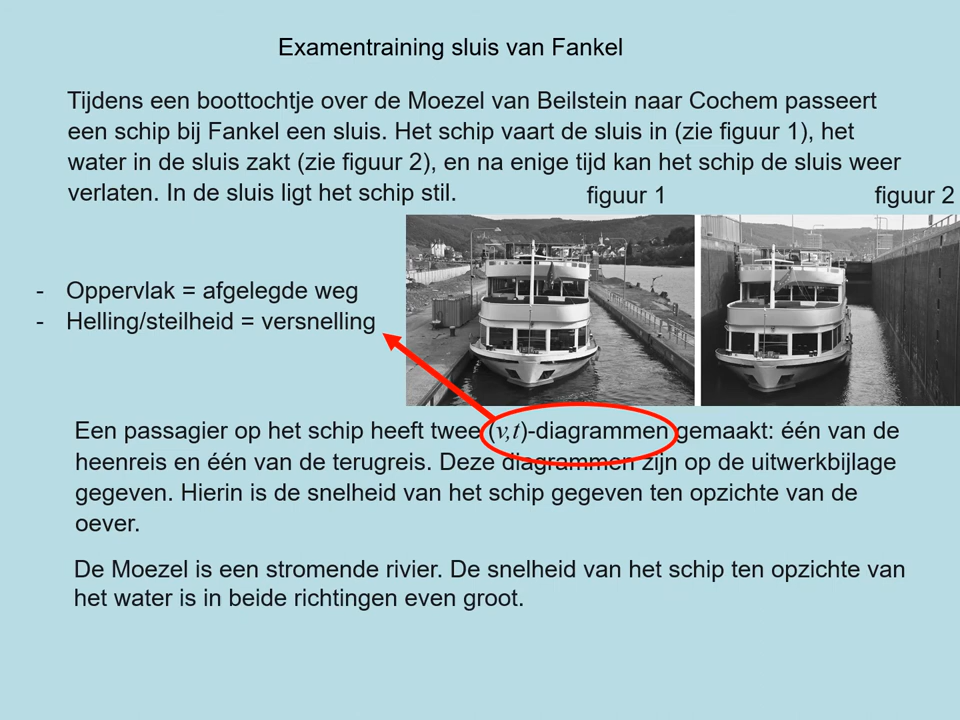 Examentraining sluis van Fankel
Tijdens een boottochtje over de Moezel van Beilstein naar Cochem passeert
een schip bij Fankel een sluis. Het schip vaart de sluis in (zie figuur 1), het
water in de sluis zakt (zie figuur 2), en na enige tijd kan het schip de sluis weer
verlaten. In de sluis ligt het schip stil.
figuur 1
figuur 2
- Oppervlak = afgelegde weg
- Helling/steilheid = versnelling
Een passagier op het schip heeft twee (v,t)-diagrammen gemaakt: één van de
heenreis en één van de terugreis. Deze diagrammen zijn op de uitwerkbijlage
gegeven. Hierin is de snelheid van het schip gegeven ten opzichte van de
oever.
De Moezel is een stromende rivier. De snelheid van het schip ten opzichte van
het water is in beide richtingen even groot.